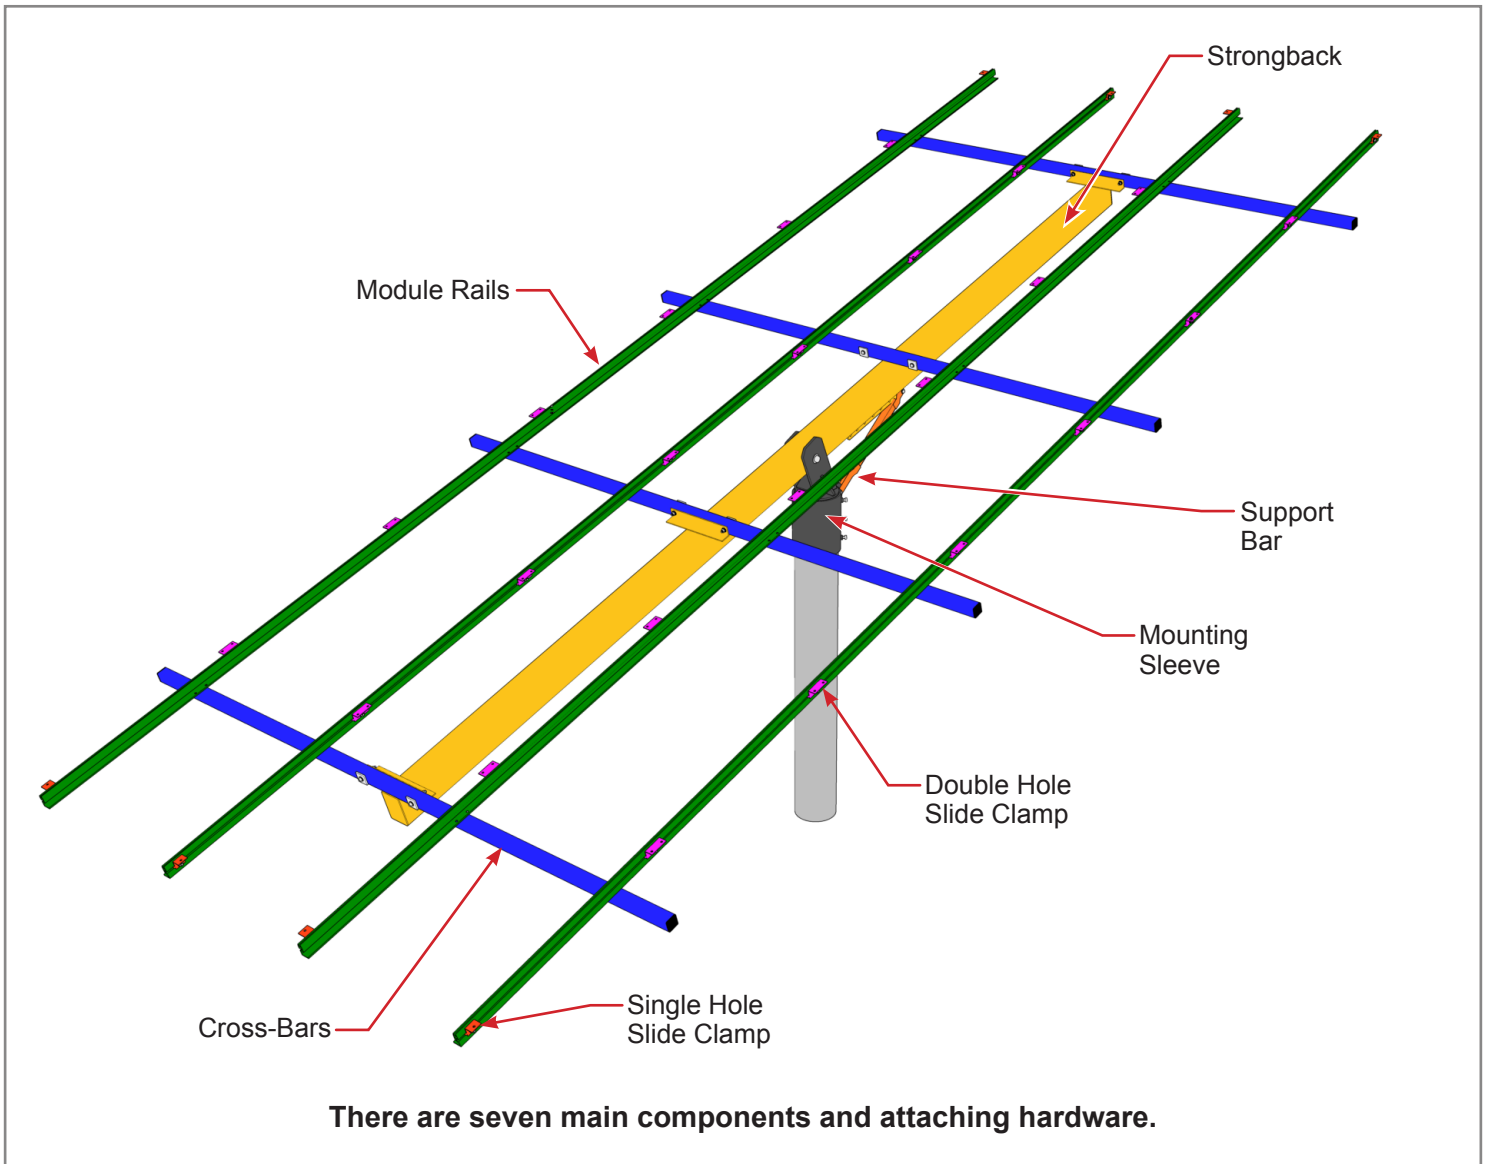 Strongback
Module Rails
Support
Bar
Mounting
Sleeve
Double Hole
Slide Clamp
Single Hole
Slide Clamp
Cross-Bars
There are seven main components and attaching hardware.